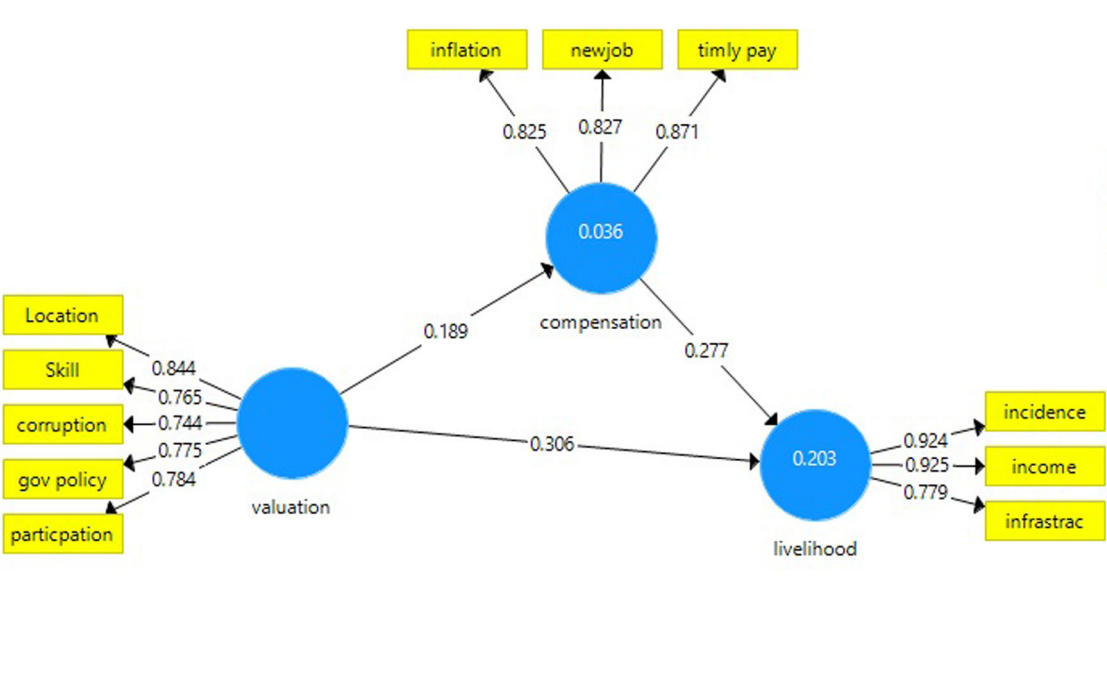 inflation
newjob
timly pay
0.825
0.827
0.871
0.036
compensation
Location
Skill
corruption
gov policy
particpation
0.844
0.765
0.744
0.775
0.784
valuation
0.189
0.277
0.306
0.203
livelihood
0.924
0.925
0.779
incidence
income
infrastrac